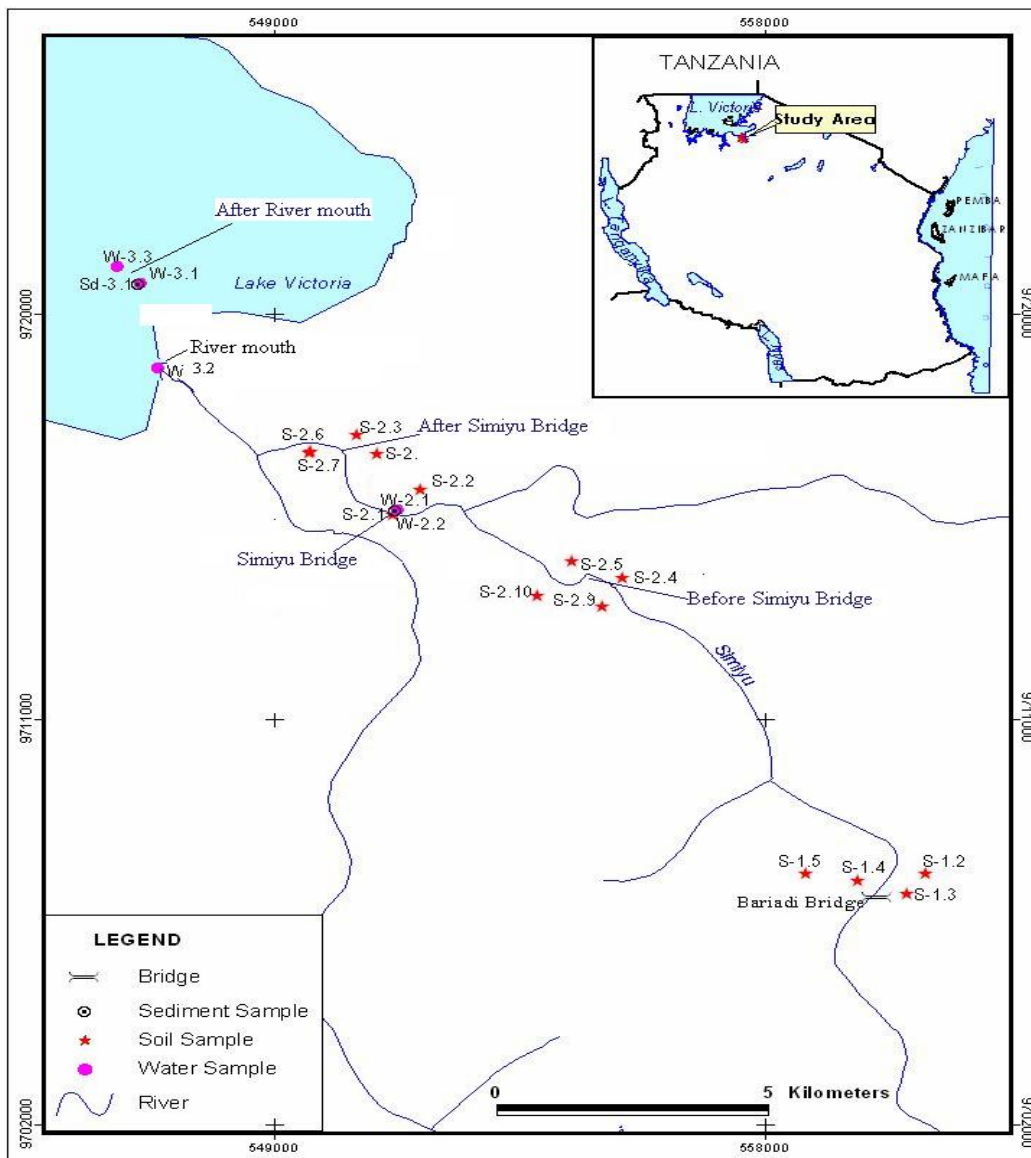 549000
558000
TANZANIA
L. Victoria
Study Area
PEMBA
ZANZIBAR
MAFIA
L. Tanganyika
After River mouth
W-3.3
W-3.1
Sd-3.1
Lake Victoria
9720000
9720000
River mouth
W 3.2
S-2.3
After Simiyu Bridge
S-2.6
S-2.
S-2.7
S-2.2
W-2.1
S-2.1
W-2.2
Simiyu Bridge
S-2.5
S-2.4
S-2.10
S-2.9
Before Simiyu Bridge
Simiyu
9711000
9711000
S-1.5
S-1.4
S-1.2
S-1.3
Bariadi Bridge
LEGEND
Bridge
Sediment Sample
Soil Sample
Water Sample
River
0 5 Kilometers
9702000
9702000
549000
558000